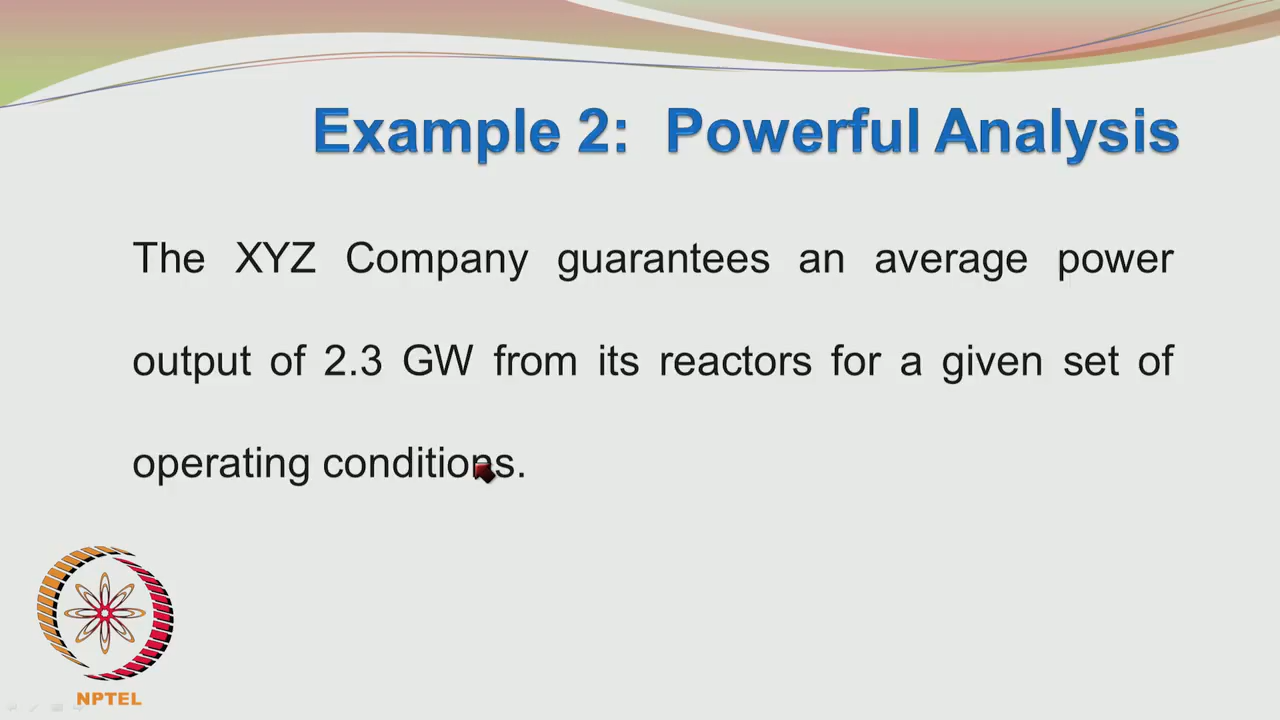 Example 2: Powerful Analysis
The XYZ Company guarantees an average power
output of 2.3 GW from its reactors for a given set of
operating conditions.
NPTEL